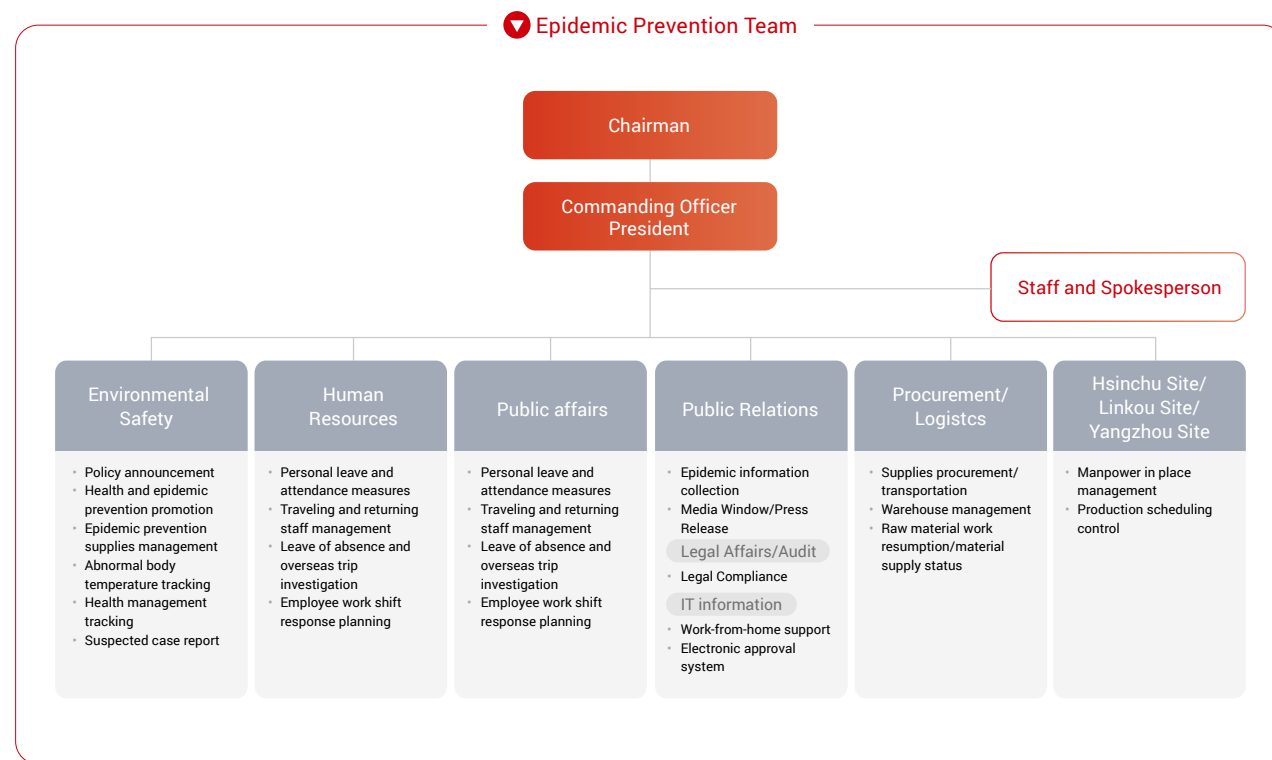 Epidemic Prevention Team
Chairman
Commanding Officer
President
Staff and Spokesperson
Environmental
Safety
Policy announcement
Health and epidemic
prevention promotion
Epidemic prevention
supplies management
Abnormal body
temperature tracking
Health management
tracking
Suspected case report
Human
Resources
Personal leave and
attendance measures
Traveling and returning
staff management
Leave of absence and
overseas trip
investigation
Employee work shift
response planning
Public affairs
Personal leave and
attendance measures
Traveling and returning
staff management
Leave of absence and
overseas trip
investigation
Employee work shift
response planning
Public Relations
Epidemic information
collection
Media Window/Press
Release
Legal Affairs/Audit
Legal Compliance
IT information
Work-from-home support
Electronic approval
system
Procurement/
Logistcs
Supplies procurement/
transportation
Warehouse management
Raw material work
resumption/material
supply status
Hsinchu Site/
Linkou Site/
Yangzhou Site
Manpower in place
management
Production scheduling
control